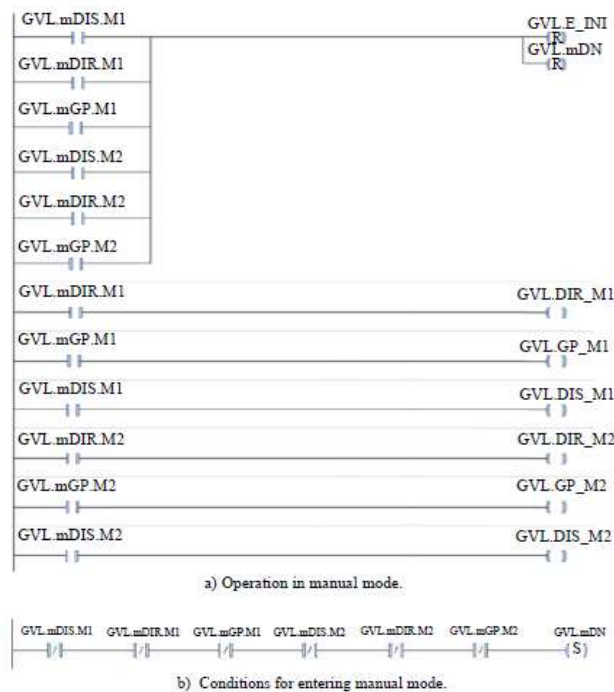 GVL.mDIS.M1 GVL.E_INI
(R)
GVL.mDN
GVL.mDIR.M1 (R)
GVL.mGP.M1
GVL.mDIS.M2
GVL.mDIR.M2
GVL.mGP.M2
GVL.mDIR.M1 GVL.DIR_M1
GVL.mGP.M1 GVL.GP_M1
GVL.mDIS.M1 GVL.DIS_M1
GVL.mDIR.M2 GVL.DIR_M2
GVL.mGP.M2 GVL.GP_M2
GVL.mDIS.M2 GVL.DIS_M2
a) Operation in manual mode.
GVL.mDIS.M1 GVL.mDIR.M1 GVL.mGP.M1 GVL.mDIS.M2 GVL.mDIR.M2 GVL.mGP.M2 GVL.mDN
(S)
b) Conditions for entering manual mode.